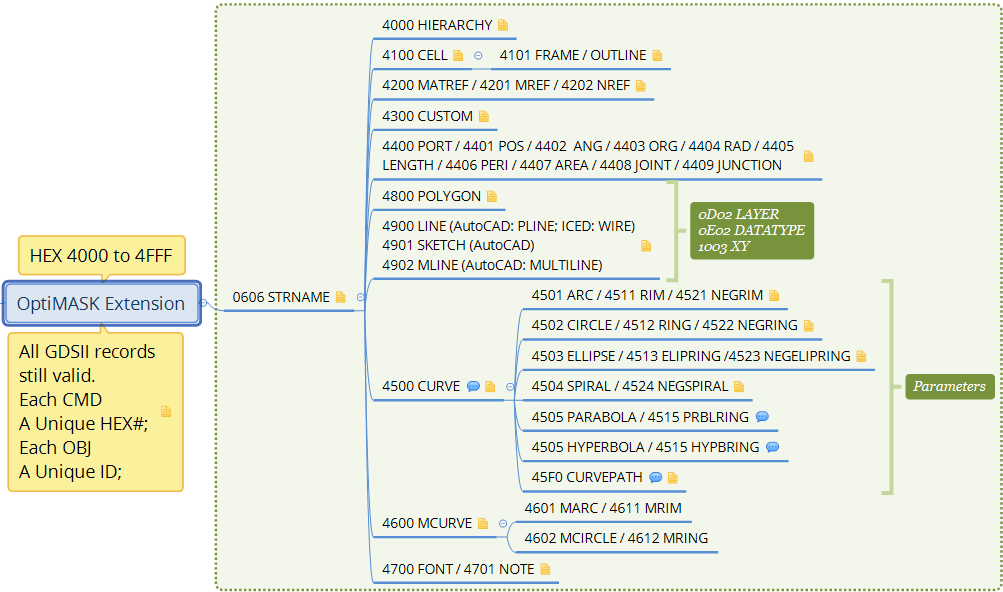 HEX 4000 to 4FFF
OptiMASK Extension
All GDSII records
still valid.
Each CMD
A Unique HEX#;
Each OBJ
A Unique ID;
0606 STRNAME
4000 HIERARCHY
4100 CELL
4101 FRAME / OUTLINE
4200 MATREF / 4201 MREF / 4202 NREF
4300 CUSTOM
4400 PORT / 4401 POS / 4402  ANG / 4403 ORG / 4404 RAD / 4405
LENGTH / 4406 PERI / 4407 AREA / 4408 JOINT / 4409 JUNCTION
4800 POLYGON
4900 LINE (AutoCAD: PLINE; ICED: WIRE)
4901 SKETCH (AutoCAD)
4902 MLINE (AutoCAD: MULTILINE)
0D02 LAYER
0E02 DATATYPE
1003 XY
4500 CURVE
4501 ARC / 4511 RIM / 4521 NEGRIM
4502 CIRCLE / 4512 RING / 4522 NEGRING
4503 ELLIPSE / 4513 ELIPRING /4523 NEGELIPRING
4504 SPIRAL / 4524 NEGSPIRAL
4505 PARABOLA / 4515 PRBLRING
4505 HYPERBOLA / 4515 HYPBRING
45F0 CURVEPATH
Parameters
4600 MCURVE
4601 MARC / 4611 MRIM
4602 MCIRCLE / 4612 MRING
4700 FONT / 4701 NOTE